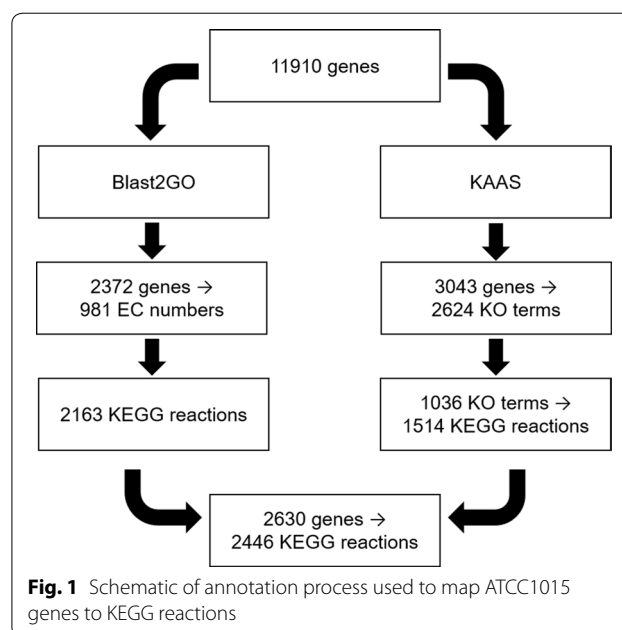 11910 genes
Blast2GO
KAAS
2372 genes →
981 EC numbers
3043 genes →
2624 KO terms
2163 KEGG reactions
1036 KO terms →
1514 KEGG reactions
2630 genes →
2446 KEGG reactions
Fig. 1 Schematic of annotation process used to map ATCC1015
genes to KEGG reactions